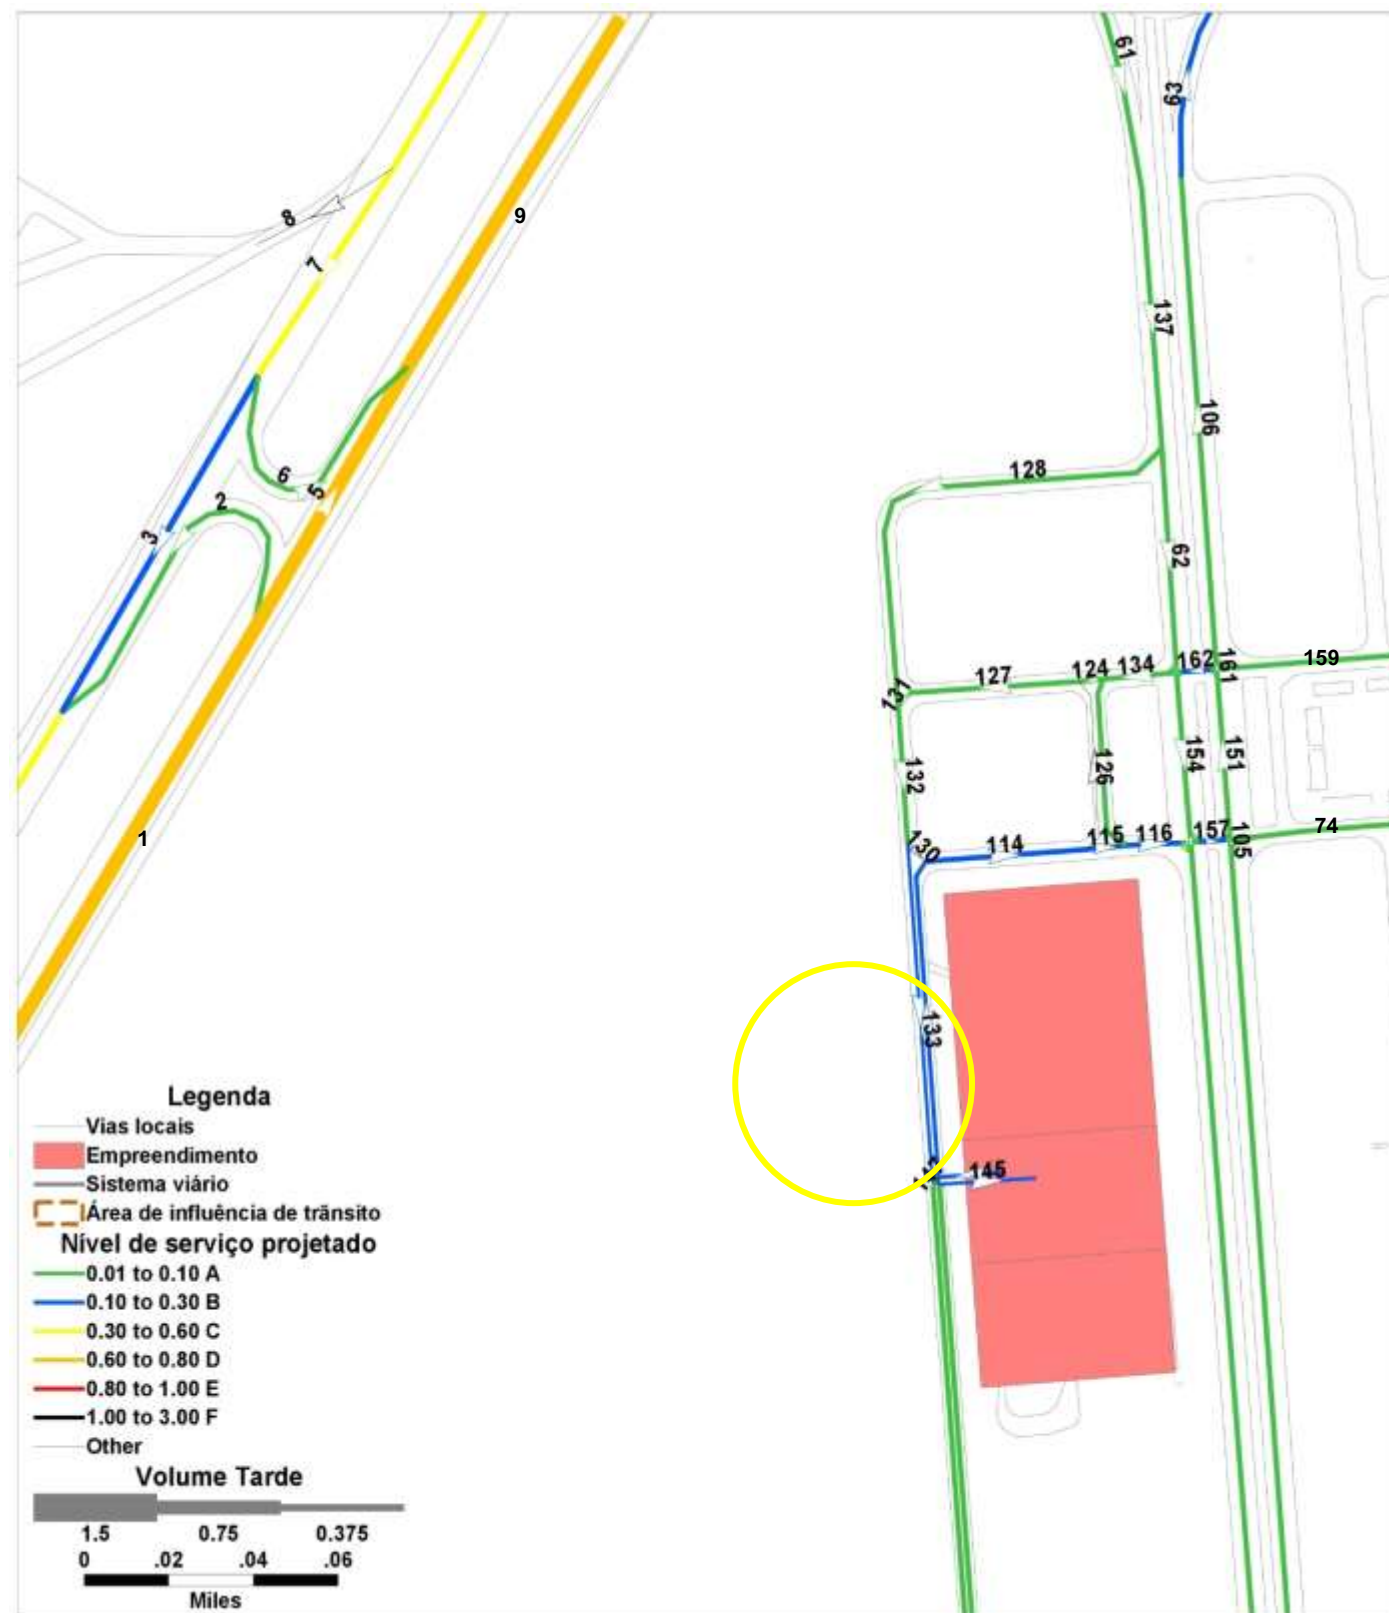 61
63
9
8
7
137
106
128
6
5
2
3
62
127
124
134
162
161
159
132
126
154
151
1
130
114
115
116
157
105
74
133
145
Legenda
Vias locais
Empreendimento
Sistema viário
Área de influência de trânsito
Nível de serviço projetado
0.01 to 0.10 A
0.10 to 0.30 B
0.30 to 0.60 C
0.60 to 0.80 D
0.80 to 1.00 E
1.00 to 3.00 F
Other
Volume Tarde
1.5 0.75 0.375
0 .02 .04 .06
Miles